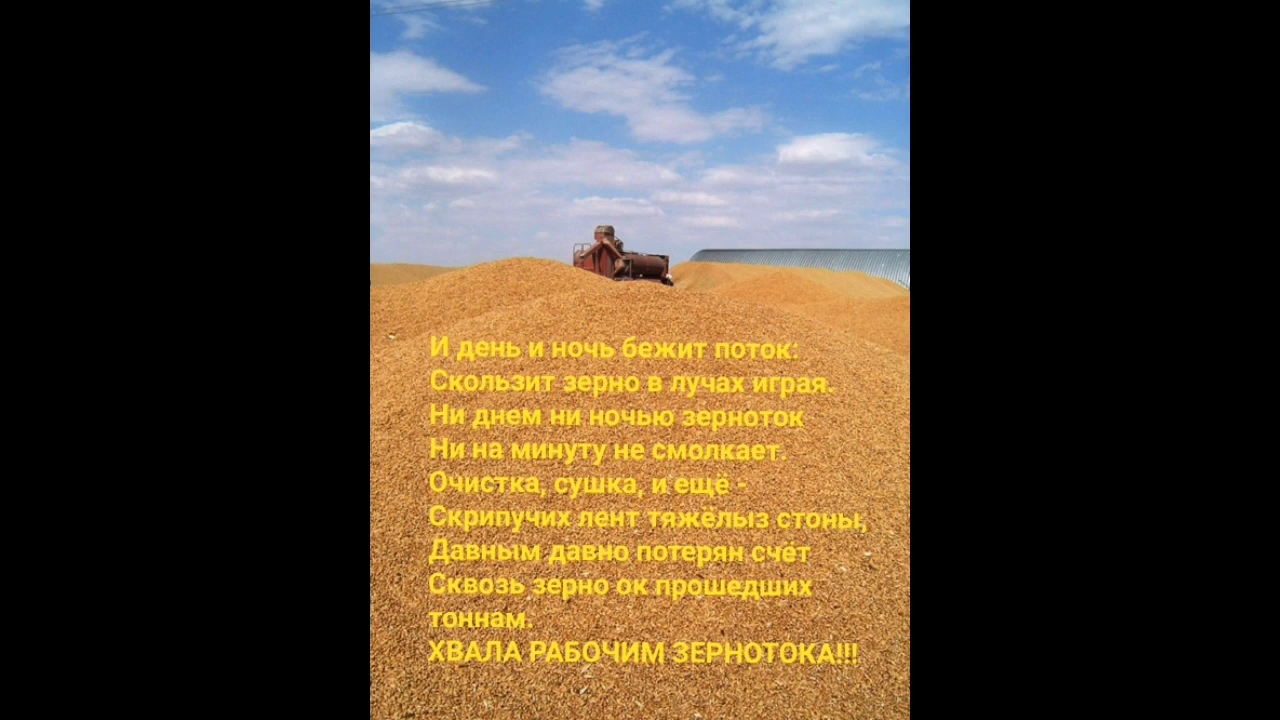 И день и ночь бежит поток:
Скользит зерно в лучах играя.
Ни днем ни ночью зерноток
Ни на минуту не смолкает.
Очистка, сушка, и ещё -
Скрипучих лент тяжёлыз стоны,
Давным давно потерян счёт
Сквозь зерно ок прошедших
тоннам.
ХВАЛА РАБОЧИМ ЗЕРНОТОКА!!!